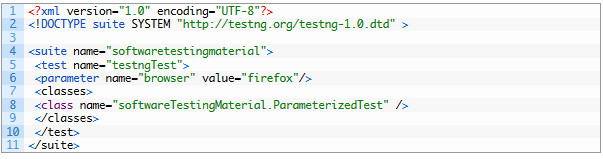 1 <?xml version="1.0" encoding="UTF-8"?>
2 <!DOCTYPE suite SYSTEM "http://testng.org/testng-1.0.dtd" >
3
4 <suite name="softwaretestingmaterial">
5 <test name="testngTest">
6 <parameter name="browser" value="firefox"/>
7 <classes>
8 <class name="softwareTestingMaterial.ParameterizedTest" />
9 </classes>
10 </test>
11 </suite>